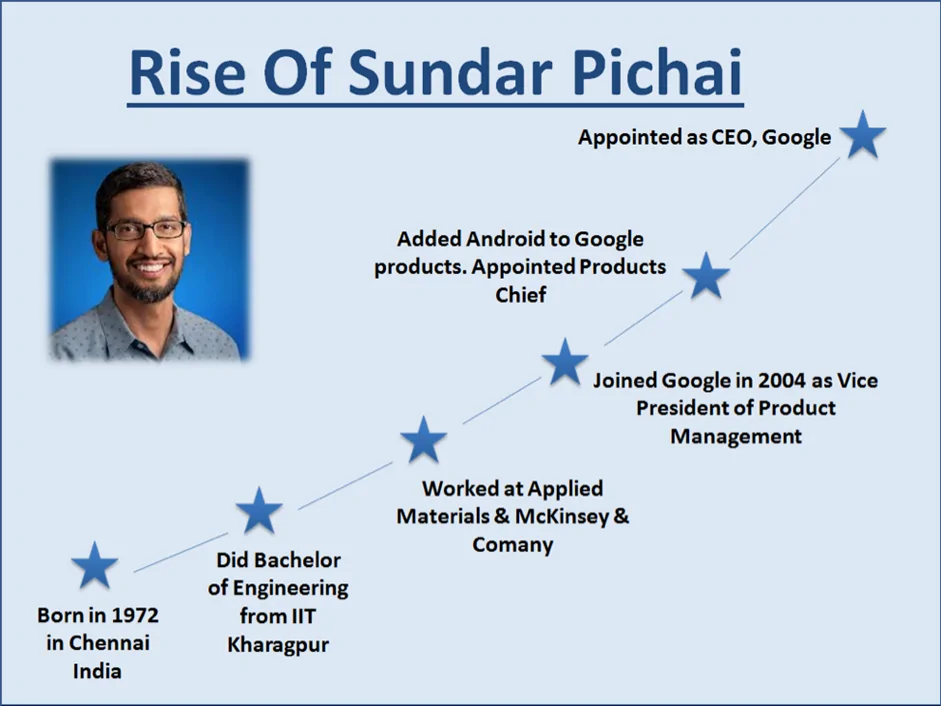 Rise Of Sundar Pichai
Appointed as CEO, Google
Added Android to Google
products. Appointed Products
Chief
Joined Google in 2004 as Vice
President of Product
Management
Worked at Applied
Materials & McKinsey &
Comany
Did Bachelor
of Engineering
from IIT
Kharagpur
Born in 1972
in Chennai
India